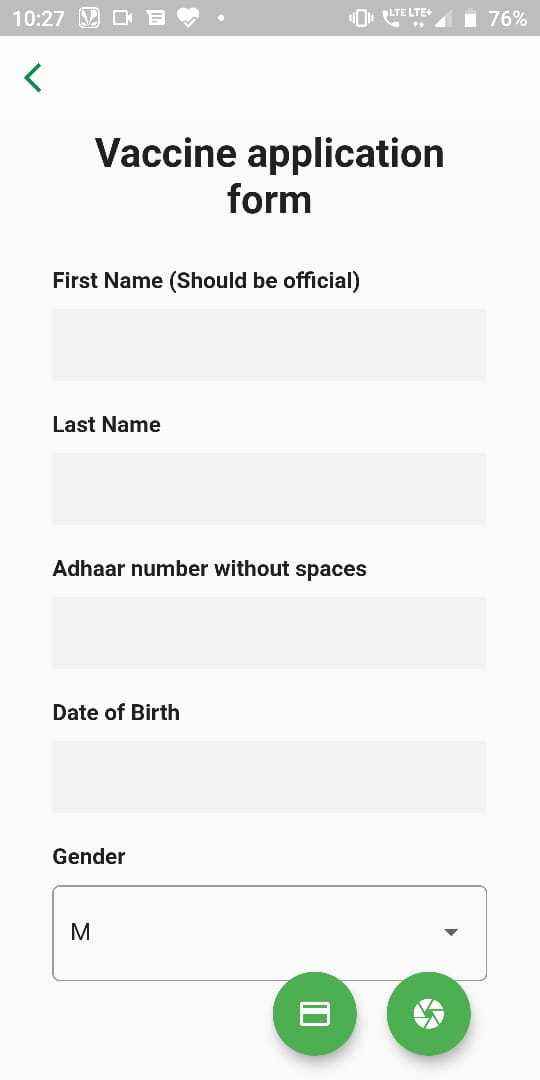 10:27 LTE LTE+ 76%
Vaccine application
form
First Name (Should be official)
Last Name
Adhaar number without spaces
Date of Birth
Gender
M